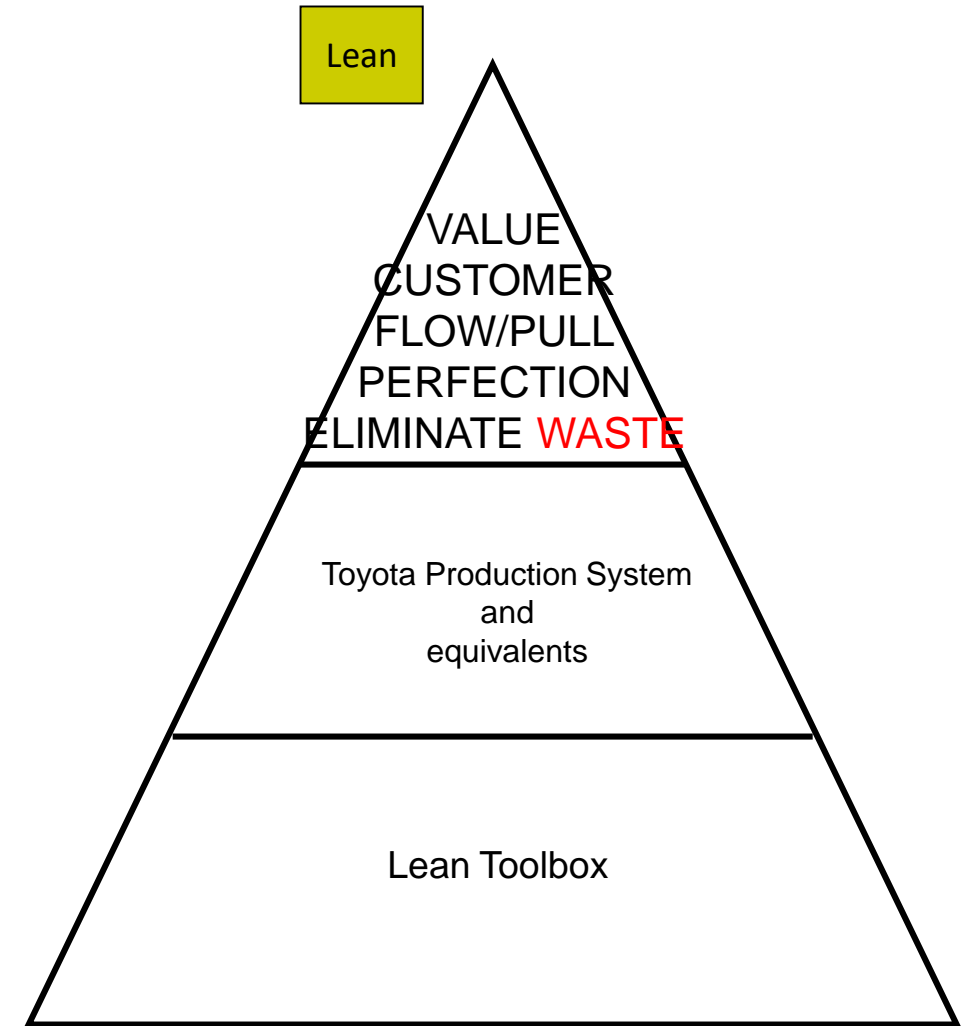 Lean
VALUE
CUSTOMER
FLOW/PULL
PERFECTION
ELIMINATE WASTE
Toyota Production System
and
equivalents
Lean Toolbox